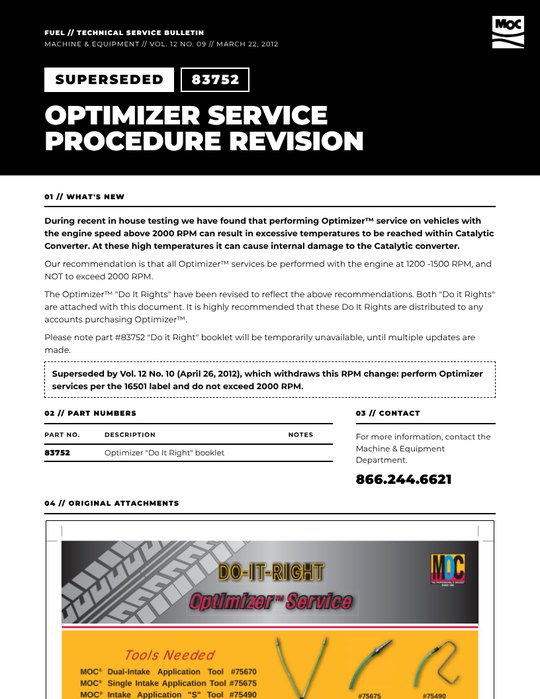 FUEL // TECHNICAL SERVICE BULLETIN
MACHINE & EQUIPMENT // VOL. 12 NO. 09 // MARCH 22, 2012
MOC
SUPERSEDED 83752
OPTIMIZER SERVICE
PROCEDURE REVISION
01 // WHAT'S NEW
During recent in house testing we have found that performing Optimizer™ service on vehicles with
the engine speed above 2000 RPM can result in excessive temperatures to be reached within Catalytic
Converter. At these high temperatures it can cause internal damage to the Catalytic converter.
Our recommendation is that all Optimizer™ services be performed with the engine at 1200 -1500 RPM, and
NOT to exceed 2000 RPM.
The Optimizer™ "Do It Rights" have been revised to reflect the above recommendations. Both "Do it Rights"
are attached with this document. It is highly recommended that these Do It Rights are distributed to any
accounts purchasing Optimizer™.
Please note part #83752 "Do it Right" booklet will be temporarily unavailable, until multiple updates are
made.
Superseded by Vol. 12 No. 10 (April 26, 2012), which withdraws this RPM change: perform Optimizer
services per the 16501 label and do not exceed 2000 RPM.
02 // PART NUMBERS
PART NO. DESCRIPTION NOTES
83752 Optimizer "Do It Right" booklet
03 // CONTACT
For more information, contact the
Machine & Equipment
Department.
866.244.6621
04 // ORIGINAL ATTACHMENTS
DO-IT-RIGHT
Optimizer™ Service
MOC
Tools Needed
MOC® Dual-Intake Application Tool #75670
MOC® Single Intake Application Tool #75675
MOC® Intake Application "S" Tool #75490
#75675 #75490